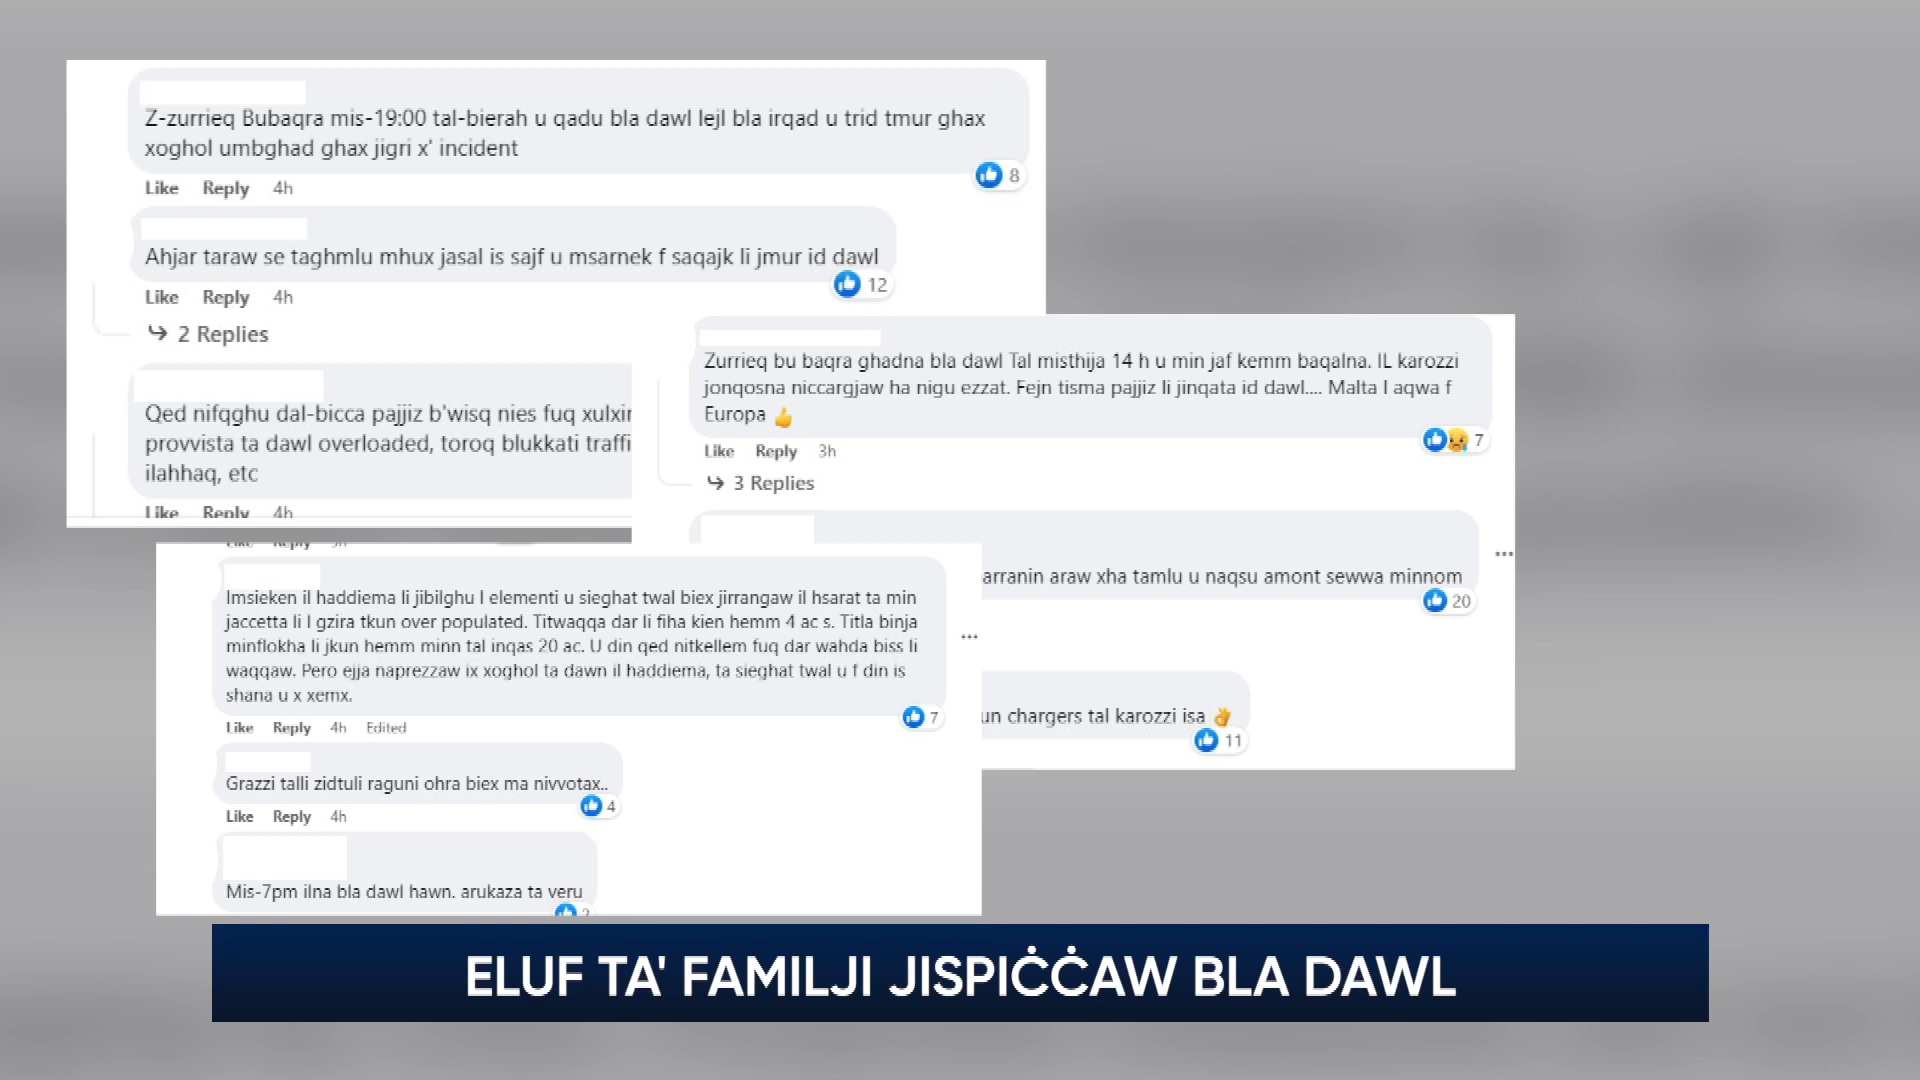 Z-zurrieq Bubaqra mis-19:00 tal-bierah u qadu bla dawl lejl bla irqad u trid tmur ghax
xoghol umbghad ghax jigri x' incident
8
Like Reply 4h
Ahjar taraw se taghmlu mhux jasal is sajf u msarnek f saqajk li jmur id dawl
12
Like Reply 4h
2 Replies
Qed nifqghu dal-bicca pajjiz b'wisq nies fuq xulxin
provvista ta dawl overloaded, toroq blukkati traffi
ilahhaq, etc
Like Reply 4h
Zurrieq bu baqra ghadna bla dawl Tal misthija 14 h u min jaf kemm baqalna. IL karozzi
jonqosna niccargjaw ha nigu ezzat. Fejn tisma pajjiz li jinqata id dawl.... Malta l aqwa f
Europa 👍
7
Like Reply 3h
3 Replies
arranin araw xha tamlu u naqsu amont sewwa minnom
20
un chargers tal karozzi isa 👌
11
Like Reply
Imsieken il haddiema li jibilghu l elementi u sieghat twal biex jirrangaw il hsarat ta min
jaccetta li l gzira tkun over populated. Titwaqqa dar li fiha kien hemm 4 ac s. Titla binja
minflokha li jkun hemm minn tal inqas 20 ac. U din qed nitkellem fuq dar wahda biss li
waqqaw. Pero ejja naprezzaw ix xoghol ta dawn il haddiema, ta sieghat twal u f din is
shana u x xemx.
7
Like Reply 4h Edited
Grazzi talli zidtuli raguni ohra biex ma nivvotax..
4
Like Reply 4h
Mis-7pm ilna bla dawl hawn. arukaza ta veru
2
ELUF TA' FAMILJI JISPIĊĊAW BLA DAWL